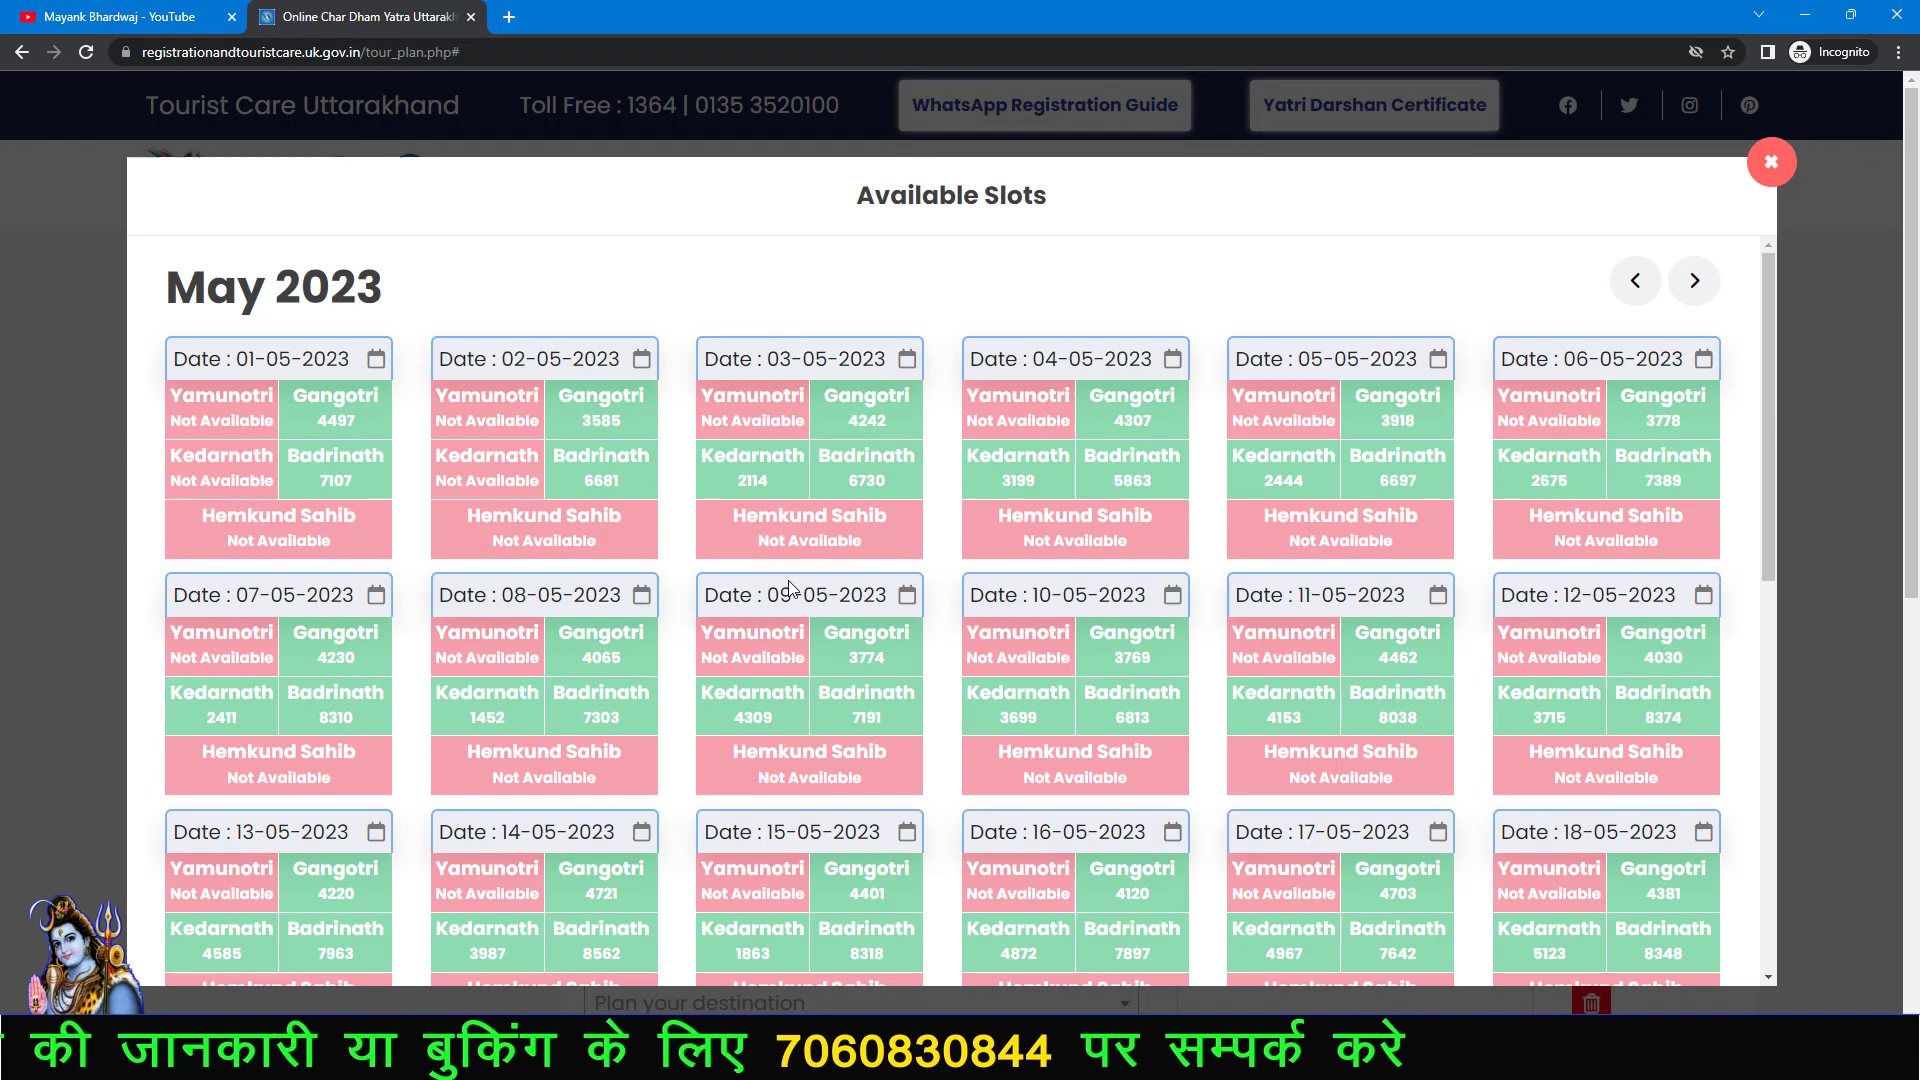 Mayank Bhardwaj - YouTube
Online Char Dham Yatra Uttarakh
registrationandtouristcare.uk.gov.in/tour_plan.php#
Incognito
Tourist Care Uttarakhand
Toll Free : 1364 | 0135 3520100
WhatsApp Registration Guide
Yatri Darshan Certificate
Available Slots
May 2023
Date : 01-05-2023 Date : 02-05-2023 Date : 03-05-2023 Date : 04-05-2023 Date : 05-05-2023 Date : 06-05-2023
Yamunotri Gangotri Yamunotri Gangotri Yamunotri Gangotri Yamunotri Gangotri Yamunotri Gangotri Yamunotri Gangotri
Not Available 4497 Not Available 3585 Not Available 4242 Not Available 4307 Not Available 3918 Not Available 3778
Kedarnath Badrinath Kedarnath Badrinath Kedarnath Badrinath Kedarnath Badrinath Kedarnath Badrinath Kedarnath Badrinath
Not Available 7107 Not Available 6681 2114 6730 3199 5863 2444 6697 2675 7389
Hemkund Sahib Hemkund Sahib Hemkund Sahib Hemkund Sahib Hemkund Sahib Hemkund Sahib
Not Available Not Available Not Available Not Available Not Available Not Available
Date : 07-05-2023 Date : 08-05-2023 Date : 09-05-2023 Date : 10-05-2023 Date : 11-05-2023 Date : 12-05-2023
Yamunotri Gangotri Yamunotri Gangotri Yamunotri Gangotri Yamunotri Gangotri Yamunotri Gangotri Yamunotri Gangotri
Not Available 4230 Not Available 4065 Not Available 3774 Not Available 3769 Not Available 4462 Not Available 4030
Kedarnath Badrinath Kedarnath Badrinath Kedarnath Badrinath Kedarnath Badrinath Kedarnath Badrinath Kedarnath Badrinath
2411 8310 1452 7303 4309 7191 3699 6813 4153 8038 3715 8374
Hemkund Sahib Hemkund Sahib Hemkund Sahib Hemkund Sahib Hemkund Sahib Hemkund Sahib
Not Available Not Available Not Available Not Available Not Available Not Available
Date : 13-05-2023 Date : 14-05-2023 Date : 15-05-2023 Date : 16-05-2023 Date : 17-05-2023 Date : 18-05-2023
Yamunotri Gangotri Yamunotri Gangotri Yamunotri Gangotri Yamunotri Gangotri Yamunotri Gangotri Yamunotri Gangotri
Not Available 4220 Not Available 4721 Not Available 4401 Not Available 4120 Not Available 4703 Not Available 4381
Kedarnath Badrinath Kedarnath Badrinath Kedarnath Badrinath Kedarnath Badrinath Kedarnath Badrinath Kedarnath Badrinath
4585 7963 3987 8562 1863 8318 4872 7897 4967 7642 5123 8348
Plan your destination
की जानकारी या बुकिंग के लिए 7060830844 पर सम्पर्क करे